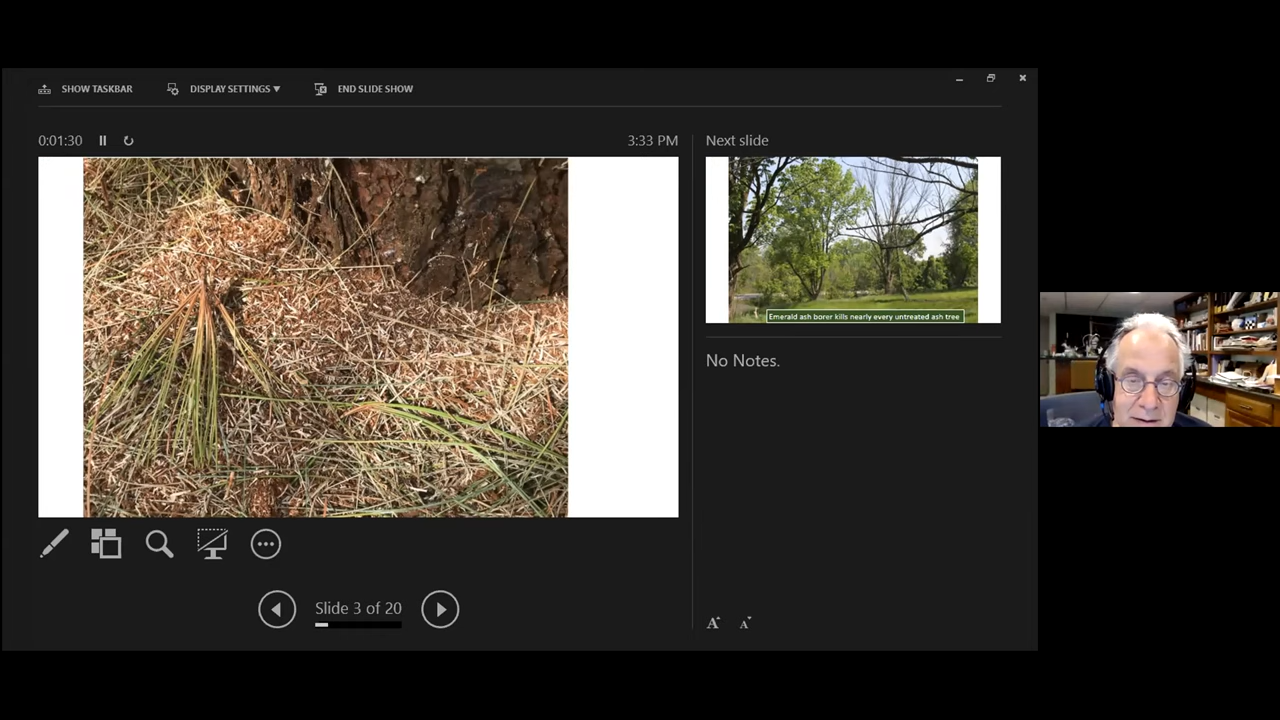 SHOW TASKBAR
DISPLAY SETTINGS ▼
END SLIDE SHOW
0:01:30
3:33 PM
Next slide
Emerald ash borer kills nearly every untreated ash tree
No Notes.
Slide 3 of 20
A
A